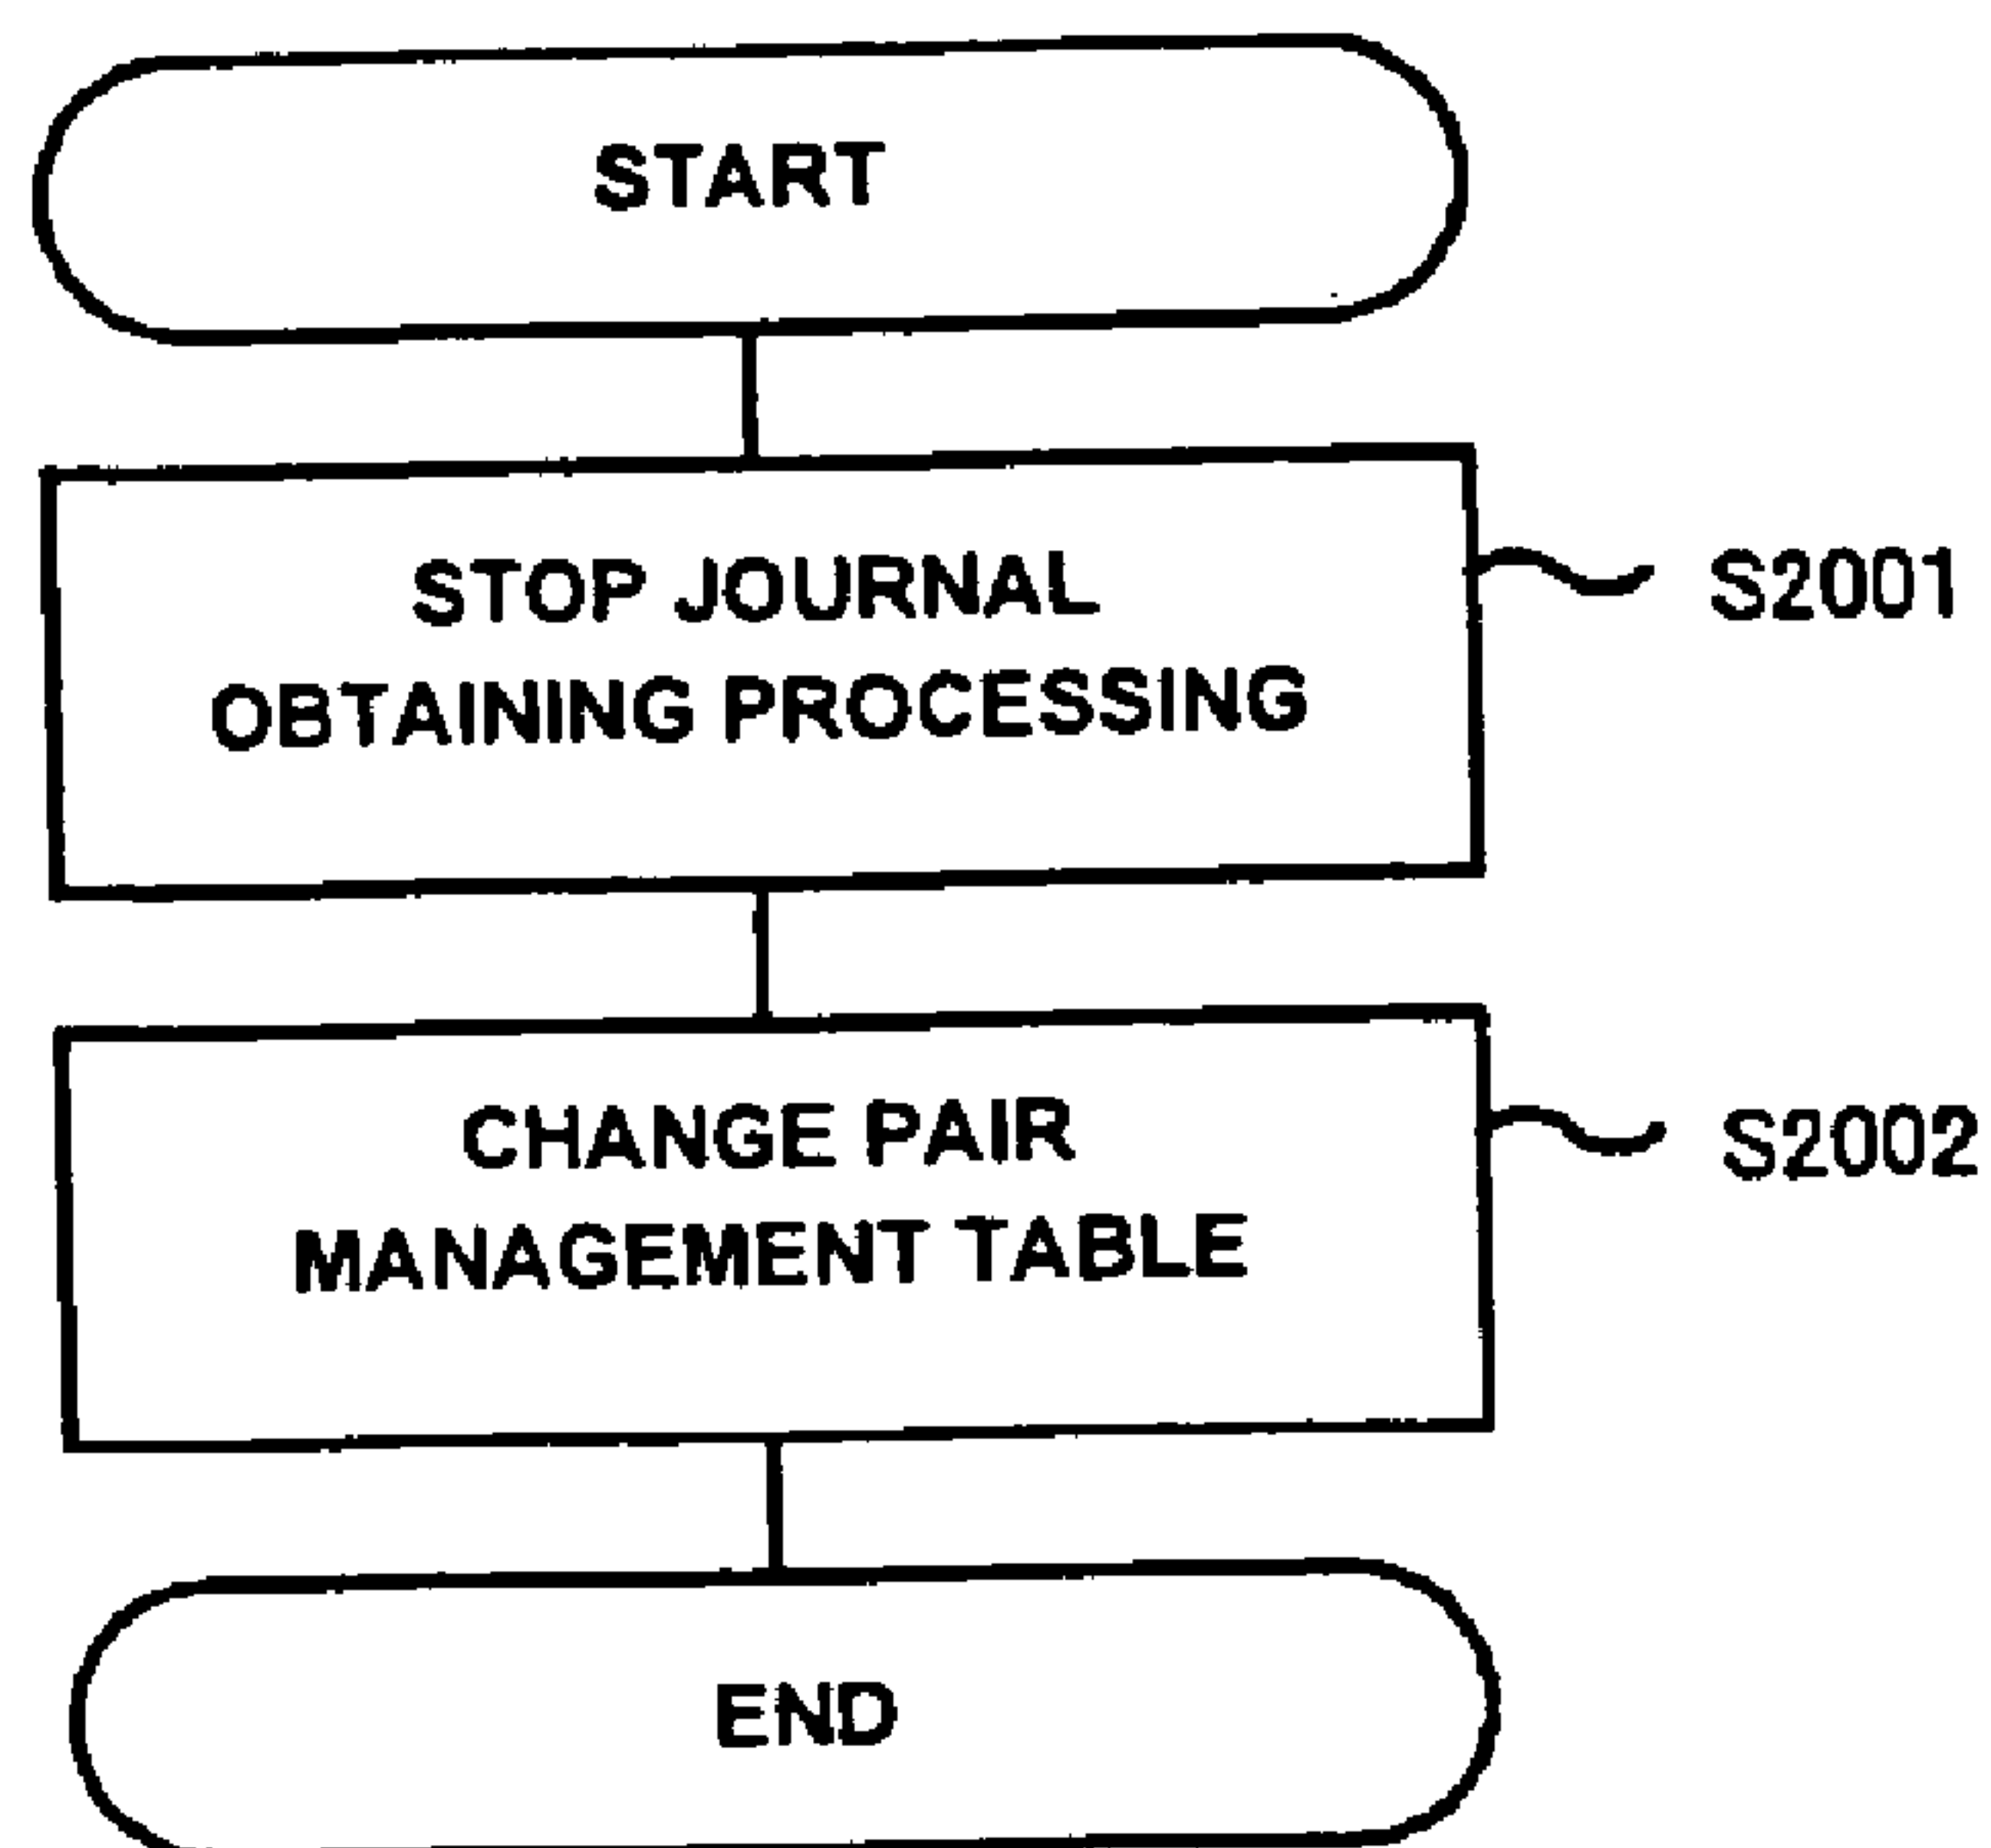 START
STOP JOURNAL
OBTAINING PROCESSING
S2001
CHANGE PAIR
MANAGEMENT TABLE
S2002
END